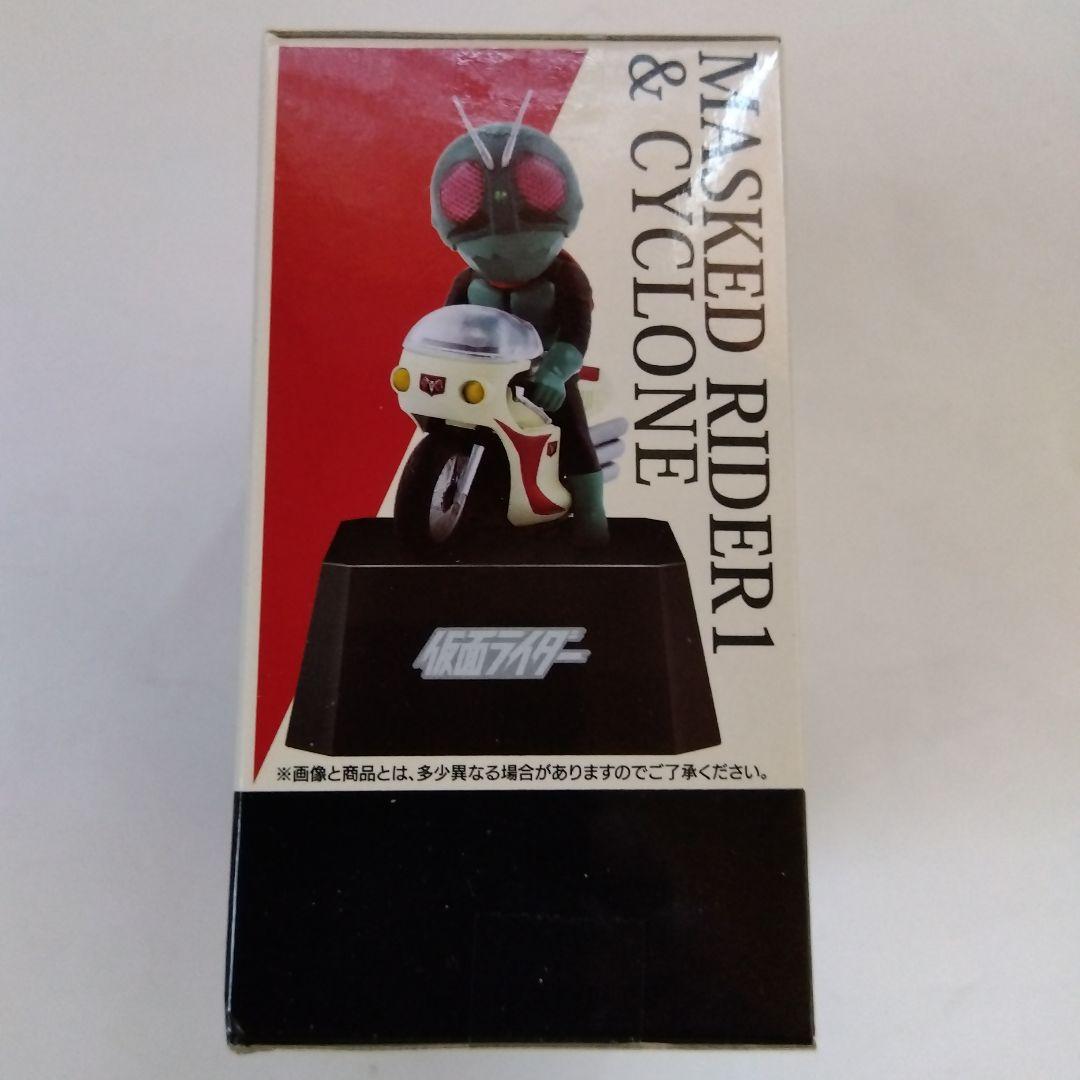 MASKED RIDER 1
& CYCLONE
仮面ライダー
※画像と商品とは、多少異なる場合がありますのでご了承ください。